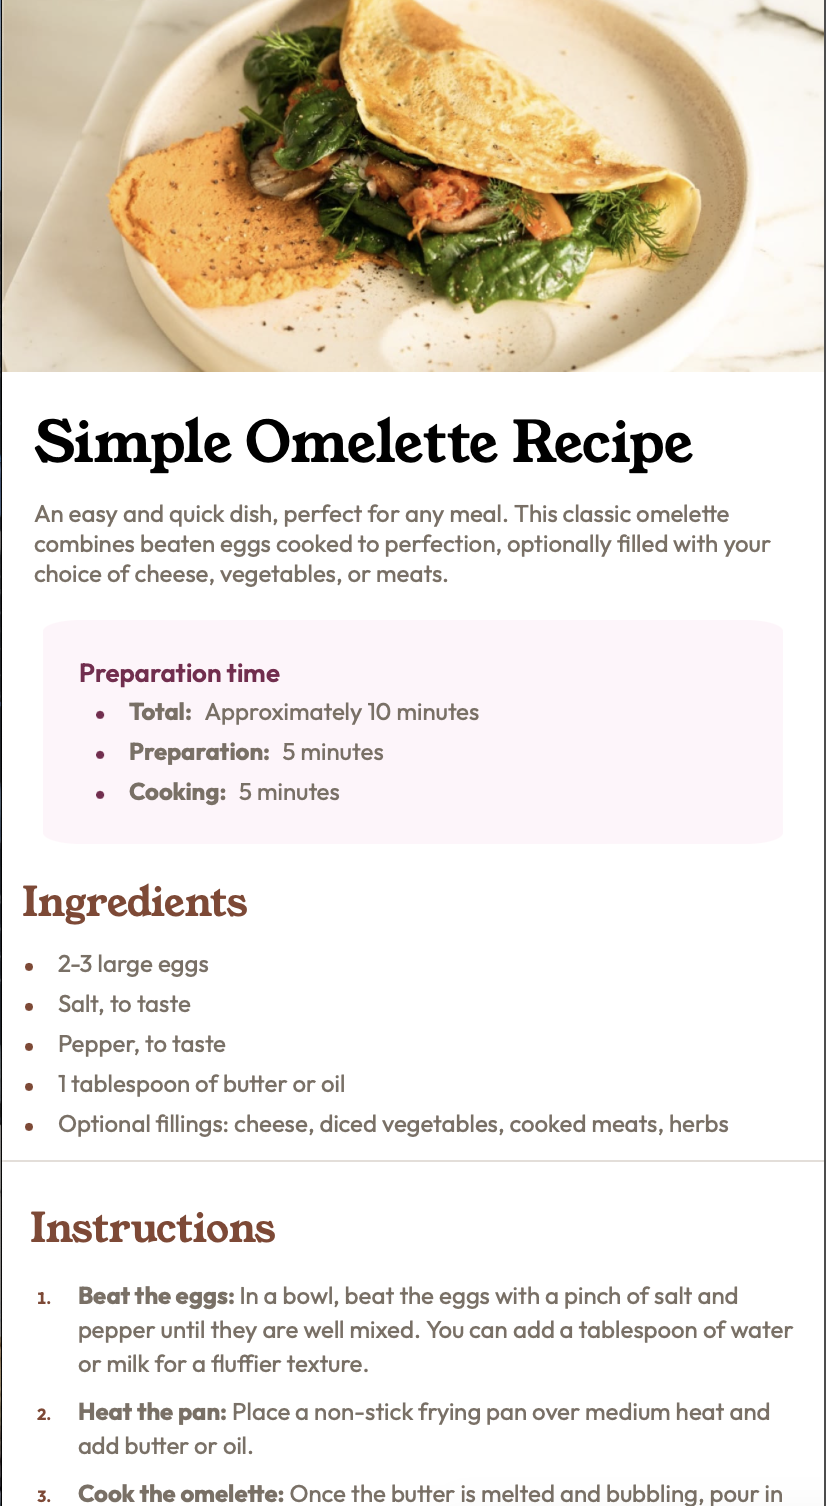 Simple Omelette Recipe
An easy and quick dish, perfect for any meal. This classic omelette
combines beaten eggs cooked to perfection, optionally filled with your
choice of cheese, vegetables, or meats.
Preparation time
• Total: Approximately 10 minutes
• Preparation: 5 minutes
• Cooking: 5 minutes
Ingredients
• 2-3 large eggs
• Salt, to taste
• Pepper, to taste
• 1 tablespoon of butter or oil
• Optional fillings: cheese, diced vegetables, cooked meats, herbs
Instructions
1. Beat the eggs: In a bowl, beat the eggs with a pinch of salt and
pepper until they are well mixed. You can add a tablespoon of water
or milk for a fluffier texture.
2. Heat the pan: Place a non-stick frying pan over medium heat and
add butter or oil.
3. Cook the omelette: Once the butter is melted and bubbling, pour in